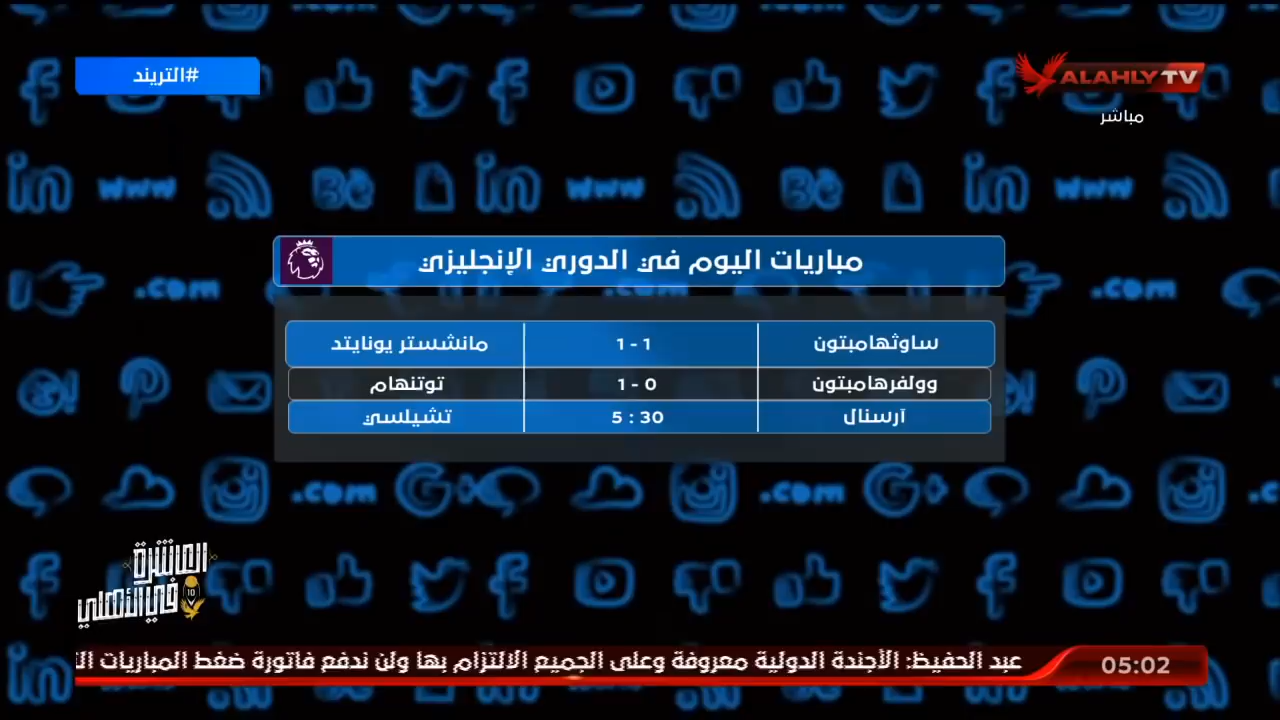 #التريند
ALAHLY TV
مباشر
مباريات اليوم في الدوري الإنجليزي
ساوثهامبتون 1 - 1 مانشستر يونايتد
وولفرهامبتون 0 - 1 توتنهام
آرسنال 5 : 30 تشيلسي
العاشرة
في الأهلي
10
عبد الحفيظ: الأجندة الدولية معروفة وعلى الجميع الالتزام بها ولن ندفع فاتورة ضغط المباريات
05:02